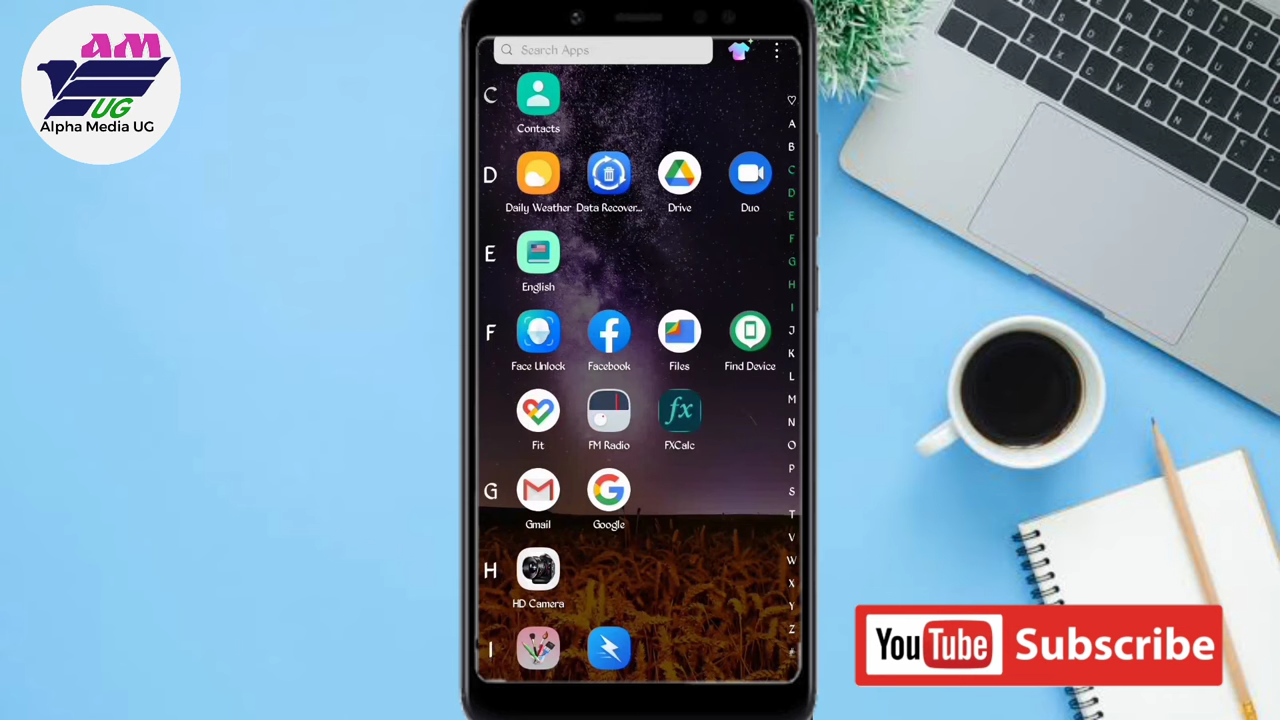 AM
UG
Alpha Media UG
Search Apps
C
Contacts
D
Daily Weather
Data Recover...
Drive
Duo
E
English
F
Face Unlock
Facebook
Files
Find Device
Fit
FM Radio
fx
FXCalc
G
Gmail
Google
H
HD Camera
I
A
B
C
D
E
F
G
H
I
J
K
L
M
N
O
P
S
T
V
W
X
Y
Z
#
YouTube Subscribe